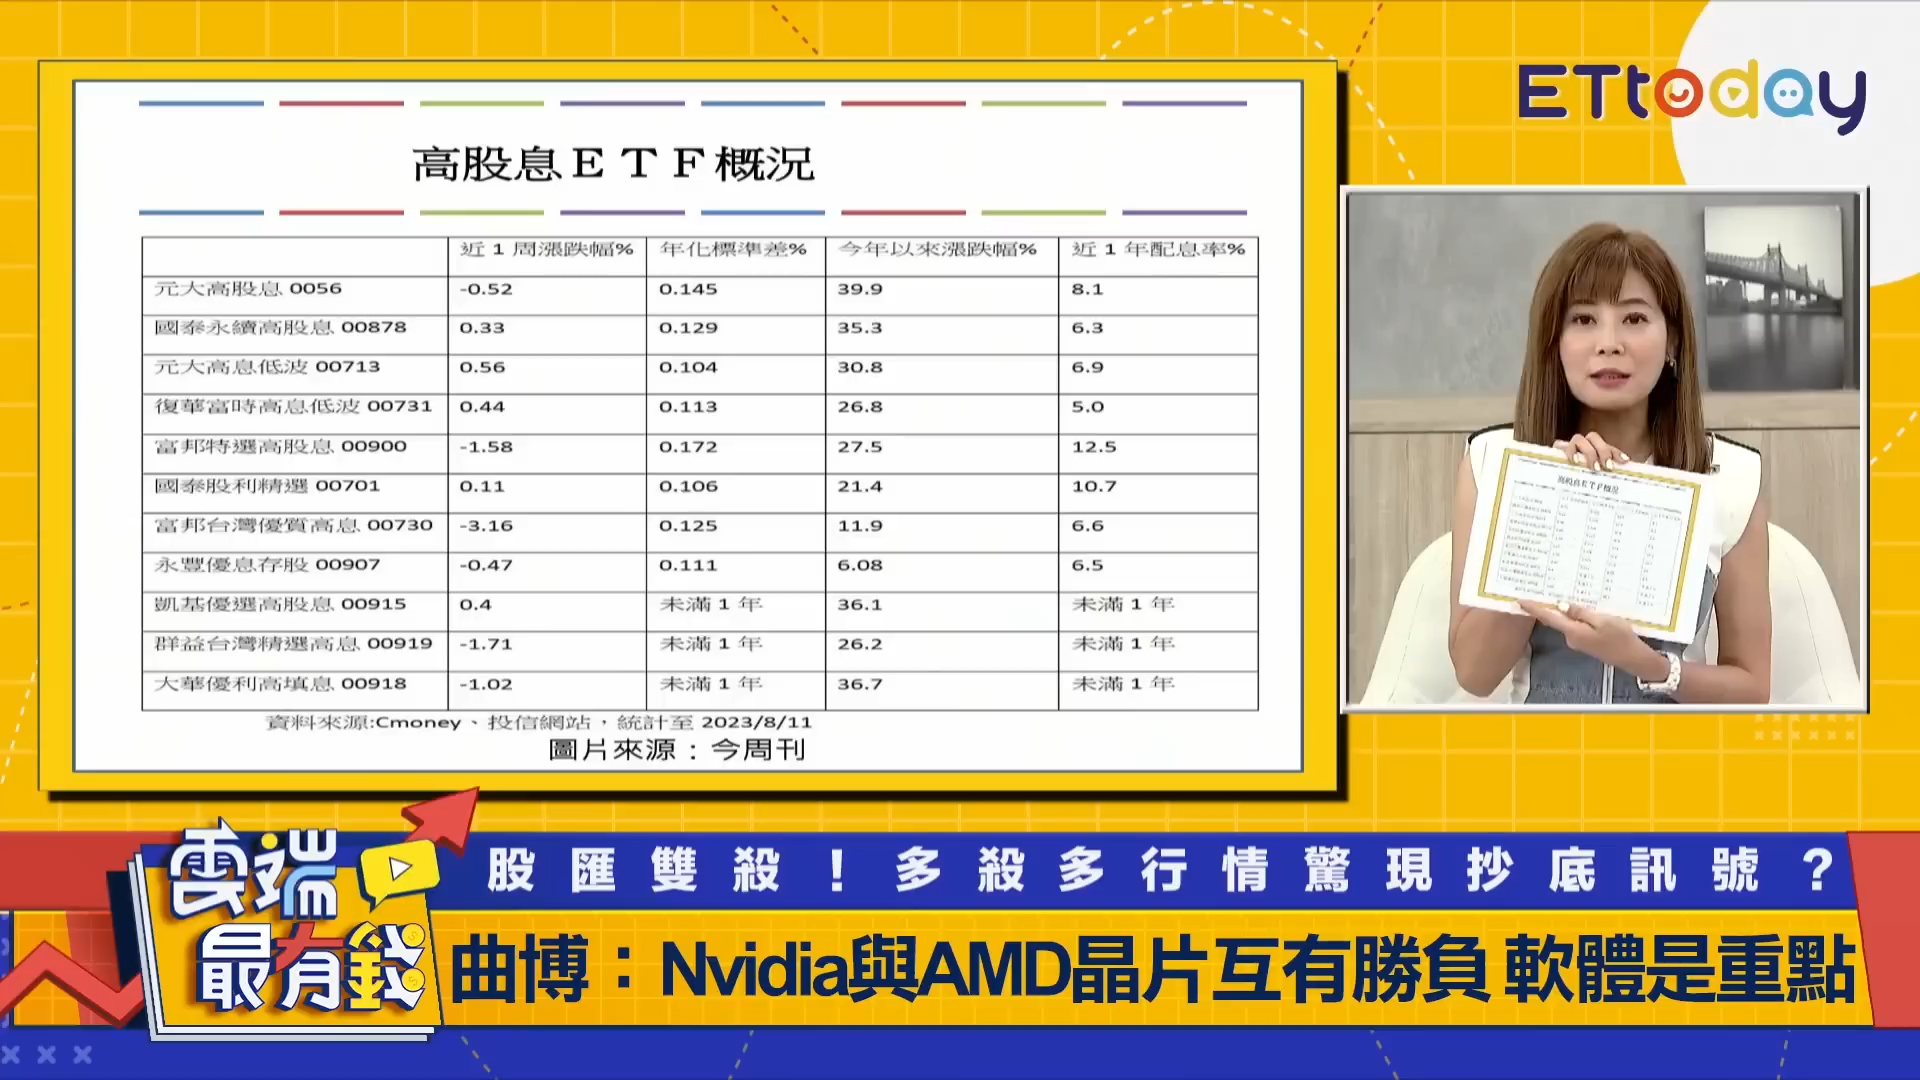 ETtoday
高股息ETF概況
近1周漲跌幅% 年化標準差% 今年以來漲跌幅% 近1年配息率%
元大高股息 0056 -0.52 0.145 39.9 8.1
國泰永續高股息 00878 0.33 0.129 35.3 6.3
元大高息低波 00713 0.56 0.104 30.8 6.9
復華富時高息低波 00731 0.44 0.113 26.8 5.0
富邦特選高股息 00900 -1.58 0.172 27.5 12.5
國泰股利精選 00701 0.11 0.106 21.4 10.7
富邦台灣優質高息 00730 -3.16 0.125 11.9 6.6
永豐優息存股 00907 -0.47 0.111 6.08 6.5
凱基優選高股息 00915 0.4 未滿1年 36.1 未滿1年
群益台灣精選高息 00919 -1.71 未滿1年 26.2 未滿1年
大華優利高填息 00918 -1.02 未滿1年 36.7 未滿1年
資料來源:Cmoney、投信網站，統計至 2023/8/11
圖片來源：今周刊
高股息ETF概況
雲端最有錢
股匯雙殺！多殺多行情驚現抄底訊號？
曲博：Nvidia與AMD晶片互有勝負 軟體是重點